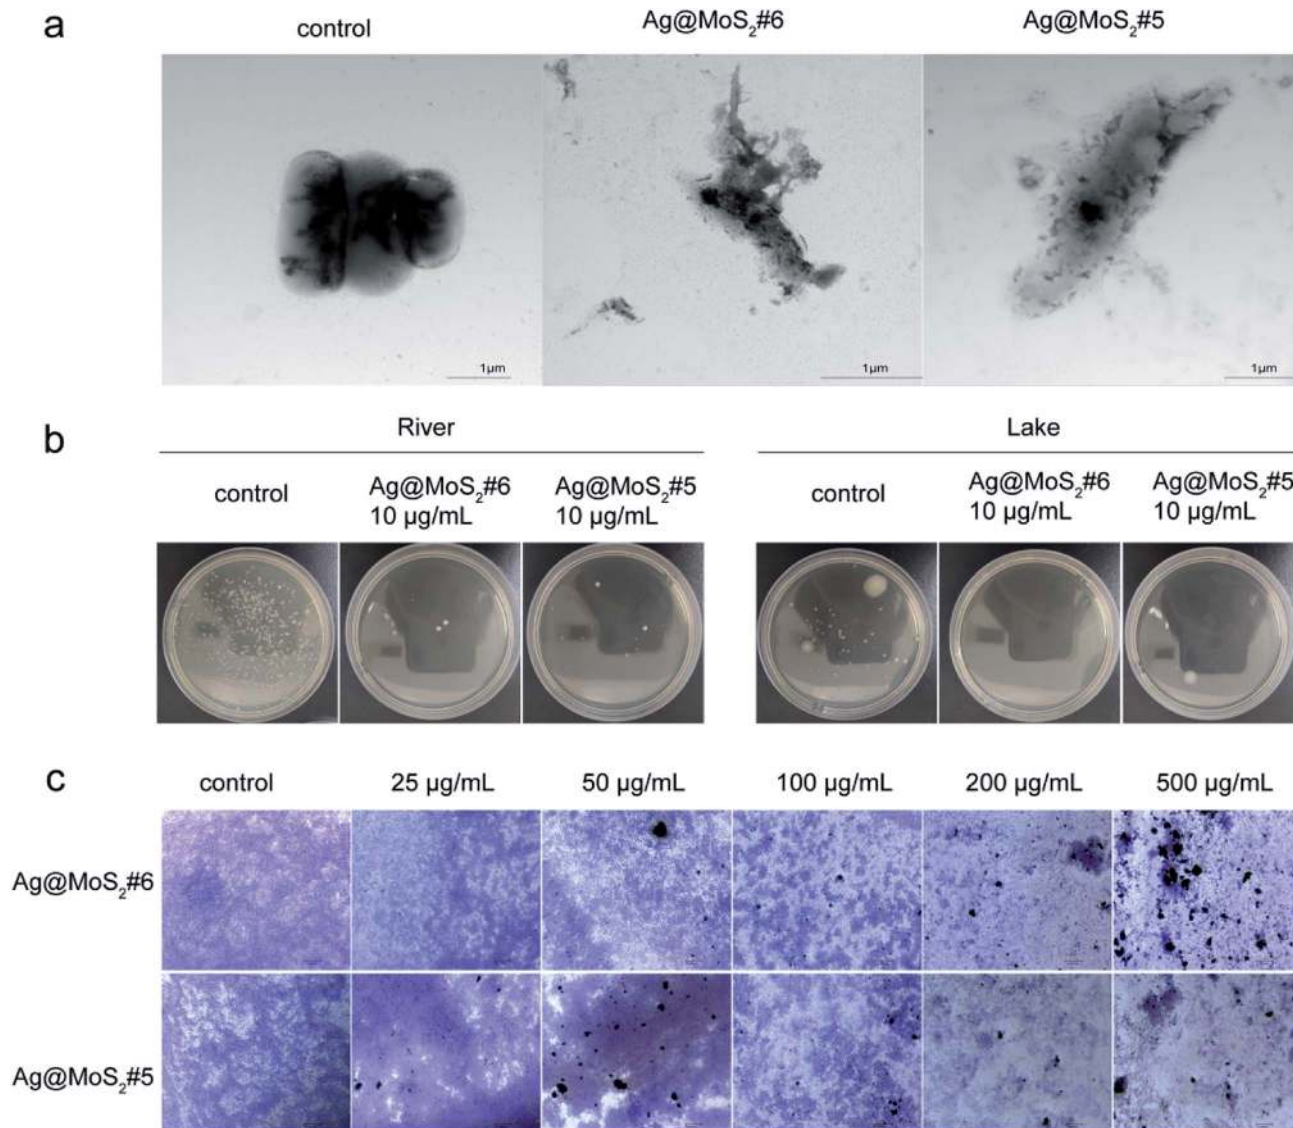 a
control
Ag@MoS₂#6
Ag@MoS₂#5
1μm
1μm
1μm
b
River
Lake
control
Ag@MoS₂#6
10 μg/mL
Ag@MoS₂#5
10 μg/mL
control
Ag@MoS₂#6
10 μg/mL
Ag@MoS₂#5
10 μg/mL
c
control
25 μg/mL
50 μg/mL
100 μg/mL
200 μg/mL
500 μg/mL
Ag@MoS₂#6
Ag@MoS₂#5